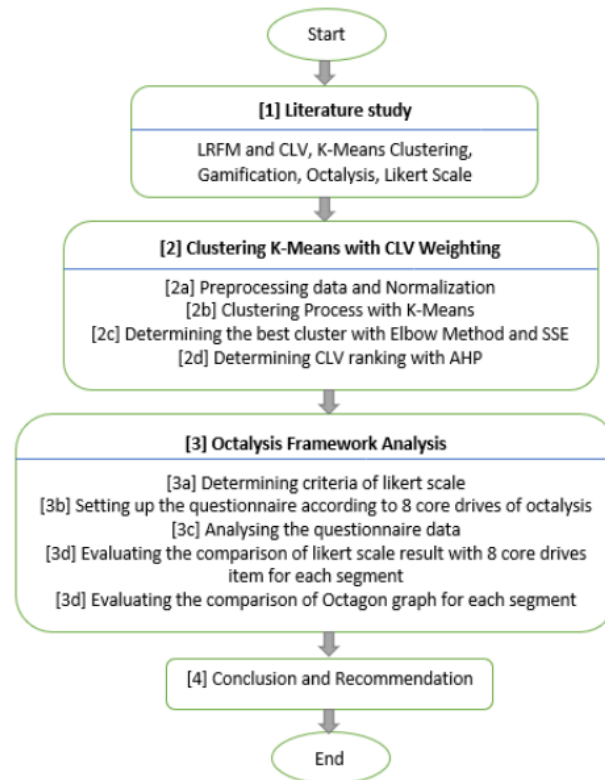 Start
[1] Literature study
LRFM and CLV, K-Means Clustering,
Gamification, Octalysis, Likert Scale
[2] Clustering K-Means with CLV Weighting
[2a] Preprocessing data and Normalization
[2b] Clustering Process with K-Means
[2c] Determining the best cluster with Elbow Method and SSE
[2d] Determining CLV ranking with AHP
[3] Octalysis Framework Analysis
[3a] Determining criteria of likert scale
[3b] Setting up the questionnaire according to 8 core drives of octalysis
[3c] Analysing the questionnaire data
[3d] Evaluating the comparison of likert scale result with 8 core drives
item for each segment
[3d] Evaluating the comparison of Octagon graph for each segment
[4] Conclusion and Recommendation
End